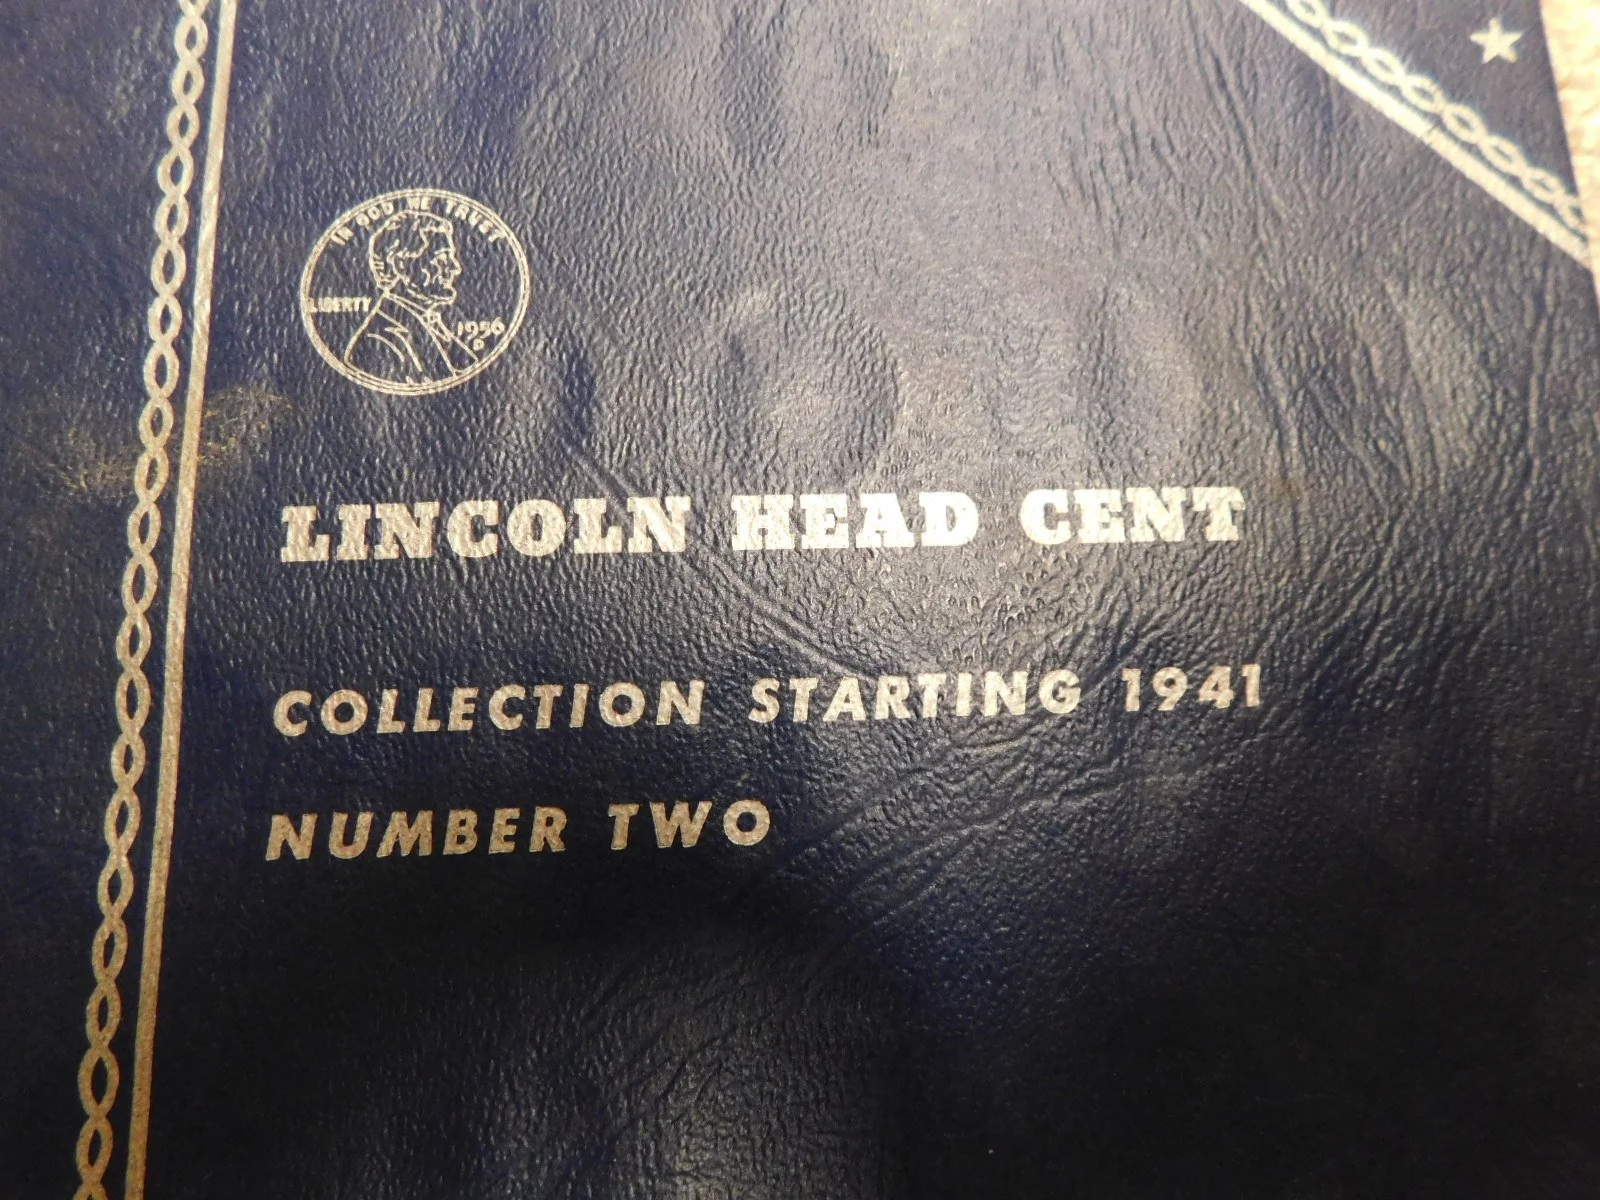 IN GOD WE TRUST
LIBERTY
1956
D
LINCOLN HEAD CENT
COLLECTION STARTING 1941
NUMBER TWO